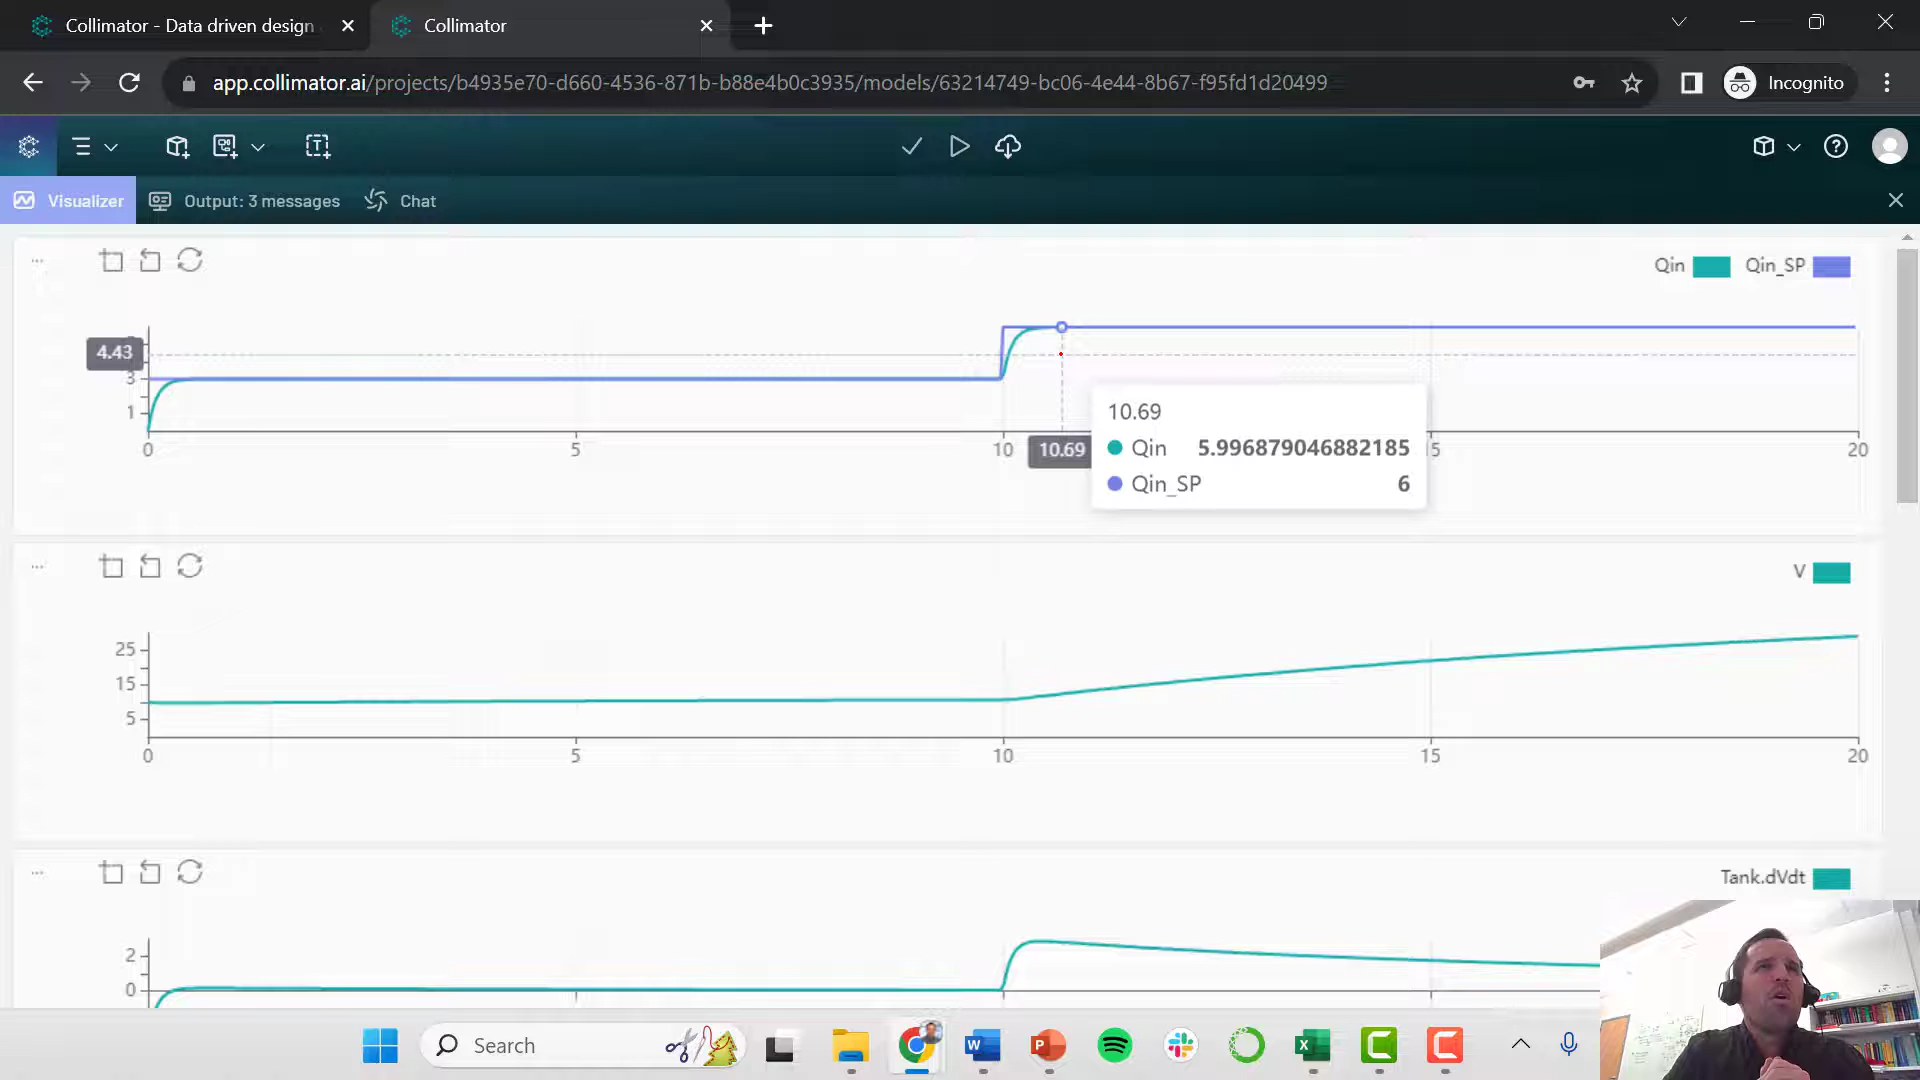 Collimator - Data driven design
Collimator
app.collimator.ai/projects/b4935e70-d660-4536-871b-b88e4b0c3935/models/63214749-bc06-4e44-8b67-f95fd1d20499
Incognito
Visualizer
Output: 3 messages
Chat
Qin
Qin_SP
4.43
3
1
0
5
10
10.69
15
20
10.69
Qin 5.996879046882185
Qin_SP 6
V
25
15
5
0
5
10
15
20
Tank.dVdt
2
0
Search